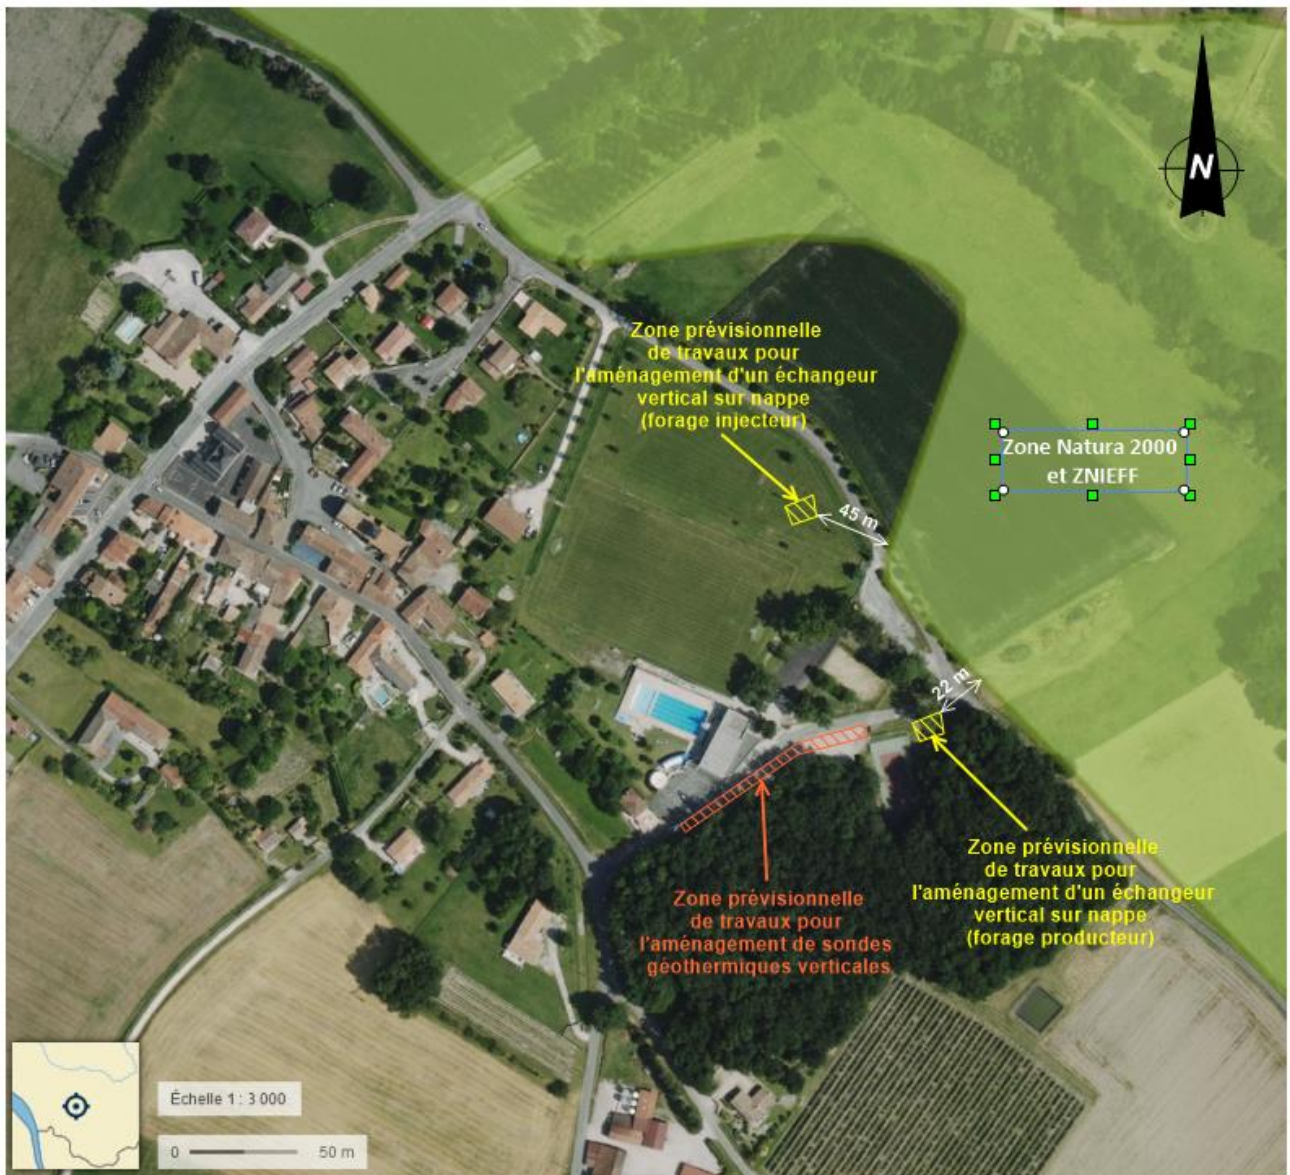 N
Zone prévisionnelle
de travaux pour
l'aménagement d'un échangeur
vertical sur nappe
(forage injecteur)
Zone Natura 2000
et ZNIEFF
45 m
22 m
Zone prévisionnelle
de travaux pour
l'aménagement d'un échangeur
vertical sur nappe
(forage producteur)
Zone prévisionnelle
de travaux pour
l'aménagement de sondes
géothermiques verticales
Échelle 1 : 3 000
0 50 m